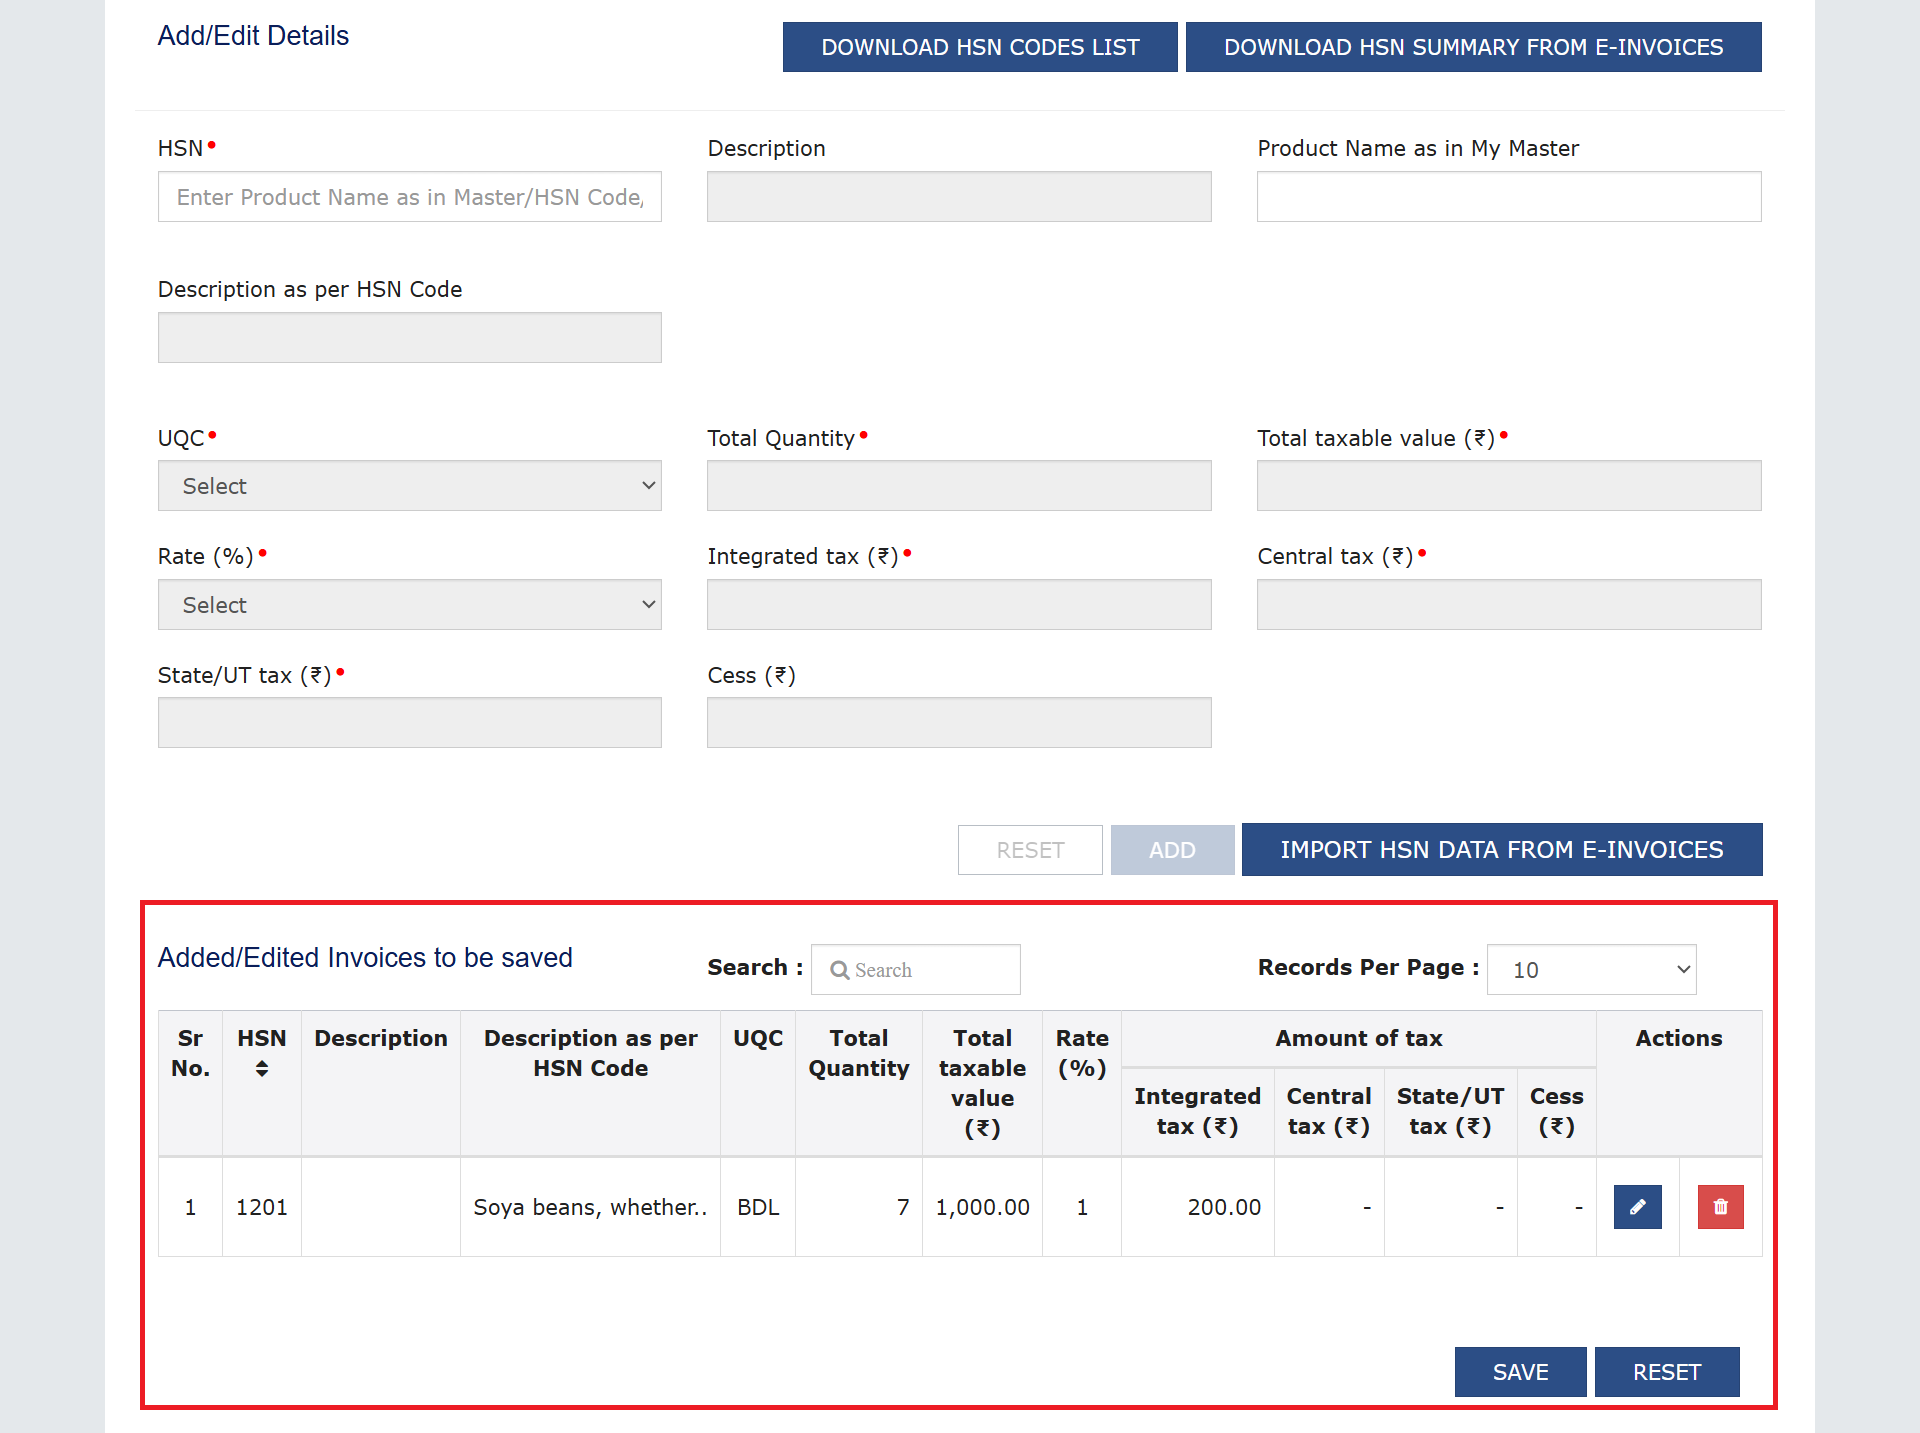 Add/Edit Details
DOWNLOAD HSN CODES LIST
DOWNLOAD HSN SUMMARY FROM E-INVOICES
HSN•
Description
Product Name as in My Master
Enter Product Name as in Master/HSN Code,
Description as per HSN Code
UQC•
Total Quantity•
Total taxable value (₹)•
Select
Rate (%)•
Integrated tax (₹)•
Central tax (₹)•
Select
State/UT tax (₹)•
Cess (₹)
RESET
ADD
IMPORT HSN DATA FROM E-INVOICES
Added/Edited Invoices to be saved
Search :
Search
Records Per Page :
10
Sr
No.
HSN
Description
Description as per
HSN Code
UQC
Total
Quantity
Total
taxable
value
(₹)
Rate
(%)
Amount of tax
Integrated
tax (₹)
Central
tax (₹)
State/UT
tax (₹)
Cess
(₹)
Actions
1
1201
Soya beans, whether..
BDL
7
1,000.00
1
200.00
-
-
-
SAVE
RESET